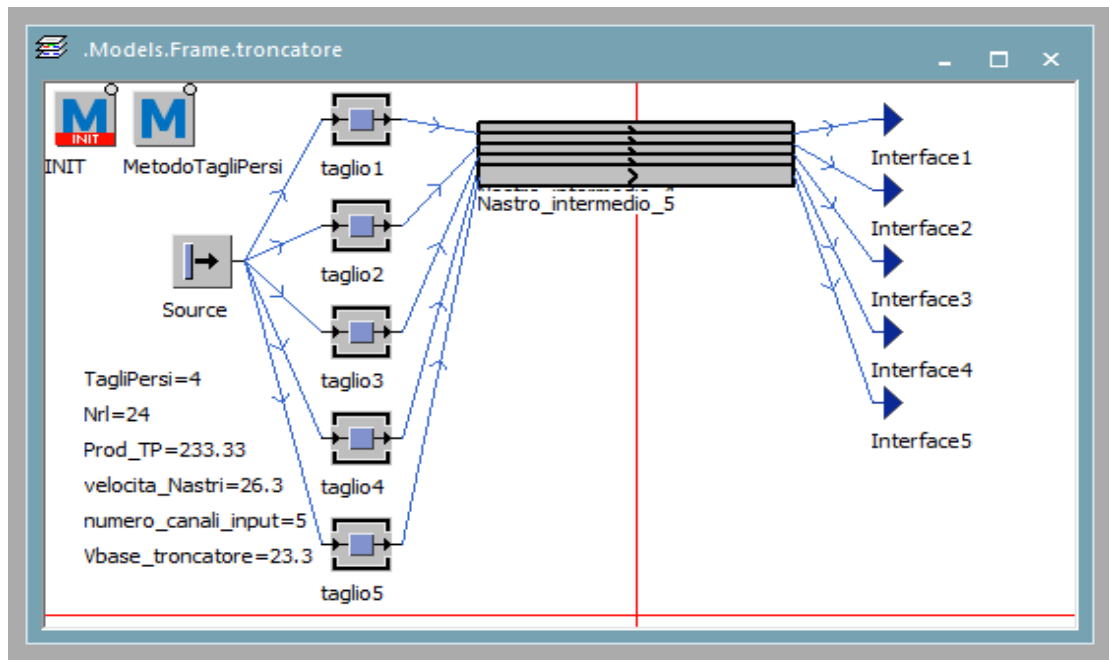 .Models.Frame.troncatore
M
INIT
INIT
M
MetodoTagliPersi
Source
TagliPersi=4
Nrl=24
Prod_TP=233.33
velocita_Nastri=26.3
numero_canali_input=5
Vbase_troncatore=23.3
taglio1
taglio2
taglio3
taglio4
taglio5
Nastro_intermedio_5
Interface1
Interface2
Interface3
Interface4
Interface5